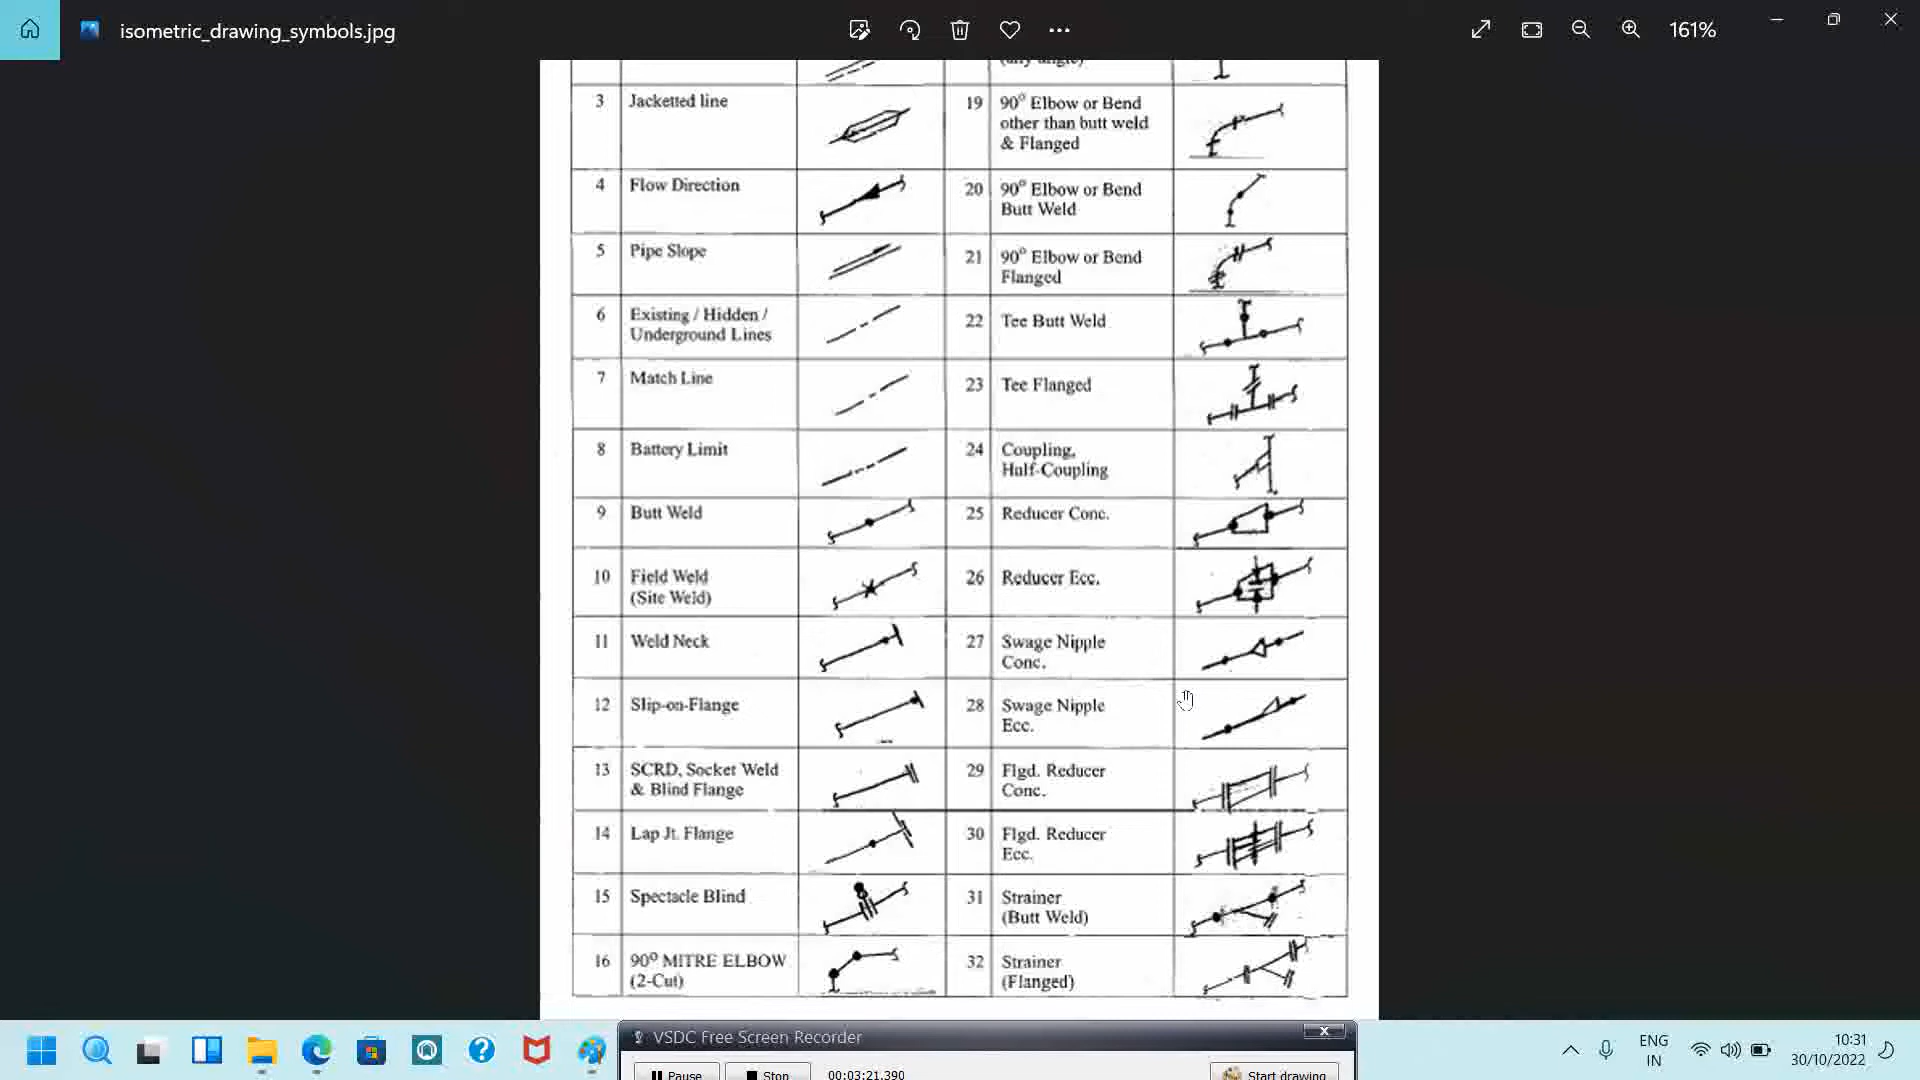 isometric_drawing_symbols.jpg
161%
(any angle)
3 Jacketted line
19 90° Elbow or Bend
other than butt weld
& Flanged
4 Flow Direction
20 90° Elbow or Bend
Butt Weld
5 Pipe Slope
21 90° Elbow or Bend
Flanged
6 Existing / Hidden /
Underground Lines
22 Tee Butt Weld
7 Match Line
23 Tee Flanged
8 Battery Limit
24 Coupling,
Half-Coupling
9 Butt Weld
25 Reducer Conc.
10 Field Weld
(Site Weld)
26 Reducer Ecc.
11 Weld Neck
27 Swage Nipple
Conc.
12 Slip-on-Flange
28 Swage Nipple
Ecc.
13 SCRD, Socket Weld
& Blind Flange
29 Flgd. Reducer
Conc.
14 Lap Jt. Flange
30 Flgd. Reducer
Ecc.
15 Spectacle Blind
31 Strainer
(Butt Weld)
16 90° MITRE ELBOW
(2-Cut)
32 Strainer
(Flanged)
VSDC Free Screen Recorder
Pause
Stop
00:03:21.390
Start drawing
ENG
IN
10:31
30/10/2022